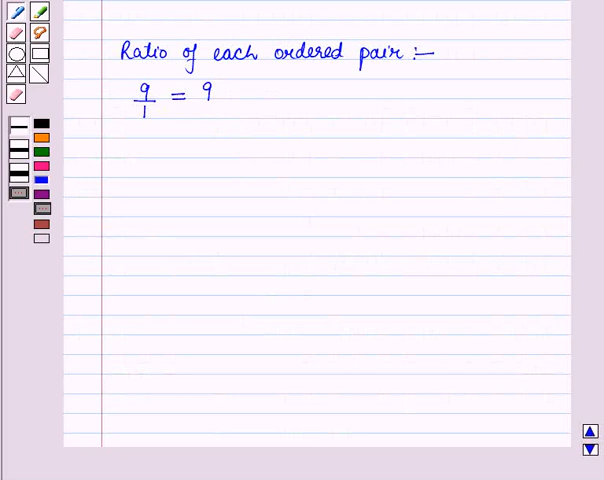 Ratio of each ordered pair :-
9/1 = 9